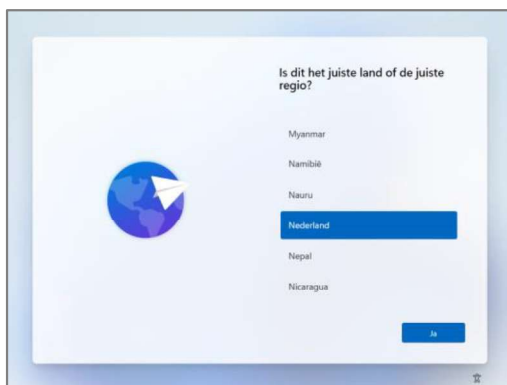 Is dit het juiste land of de juiste
regio?
Myanmar
Namibië
Nauru
Nederland
Nepal
Nicaragua
Ja